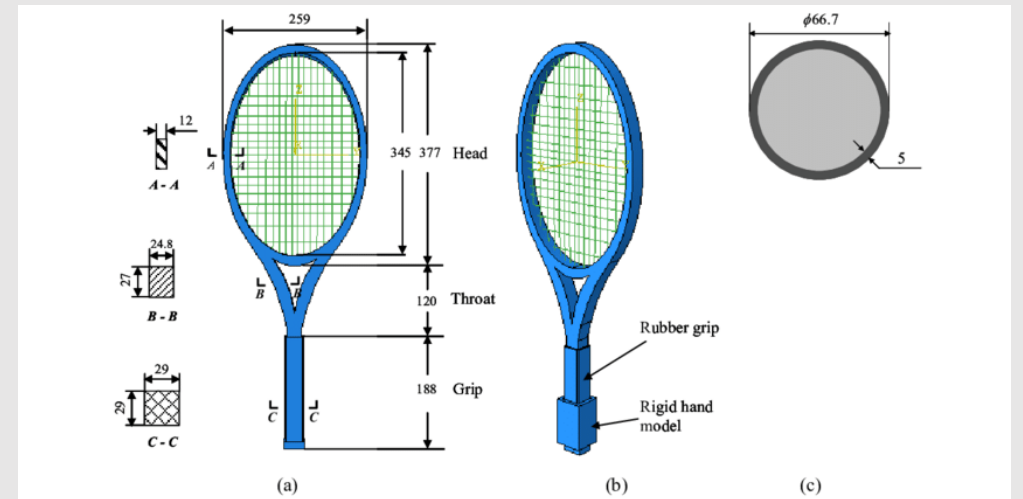 259
ϕ66.7
12
A
A
345
377
Head
5
A - A
24.8
27
B
B
B - B
120
Throat
Rubber grip
29
29
188
Grip
C
C
Rigid hand
model
C - C
(a)
(b)
(c)